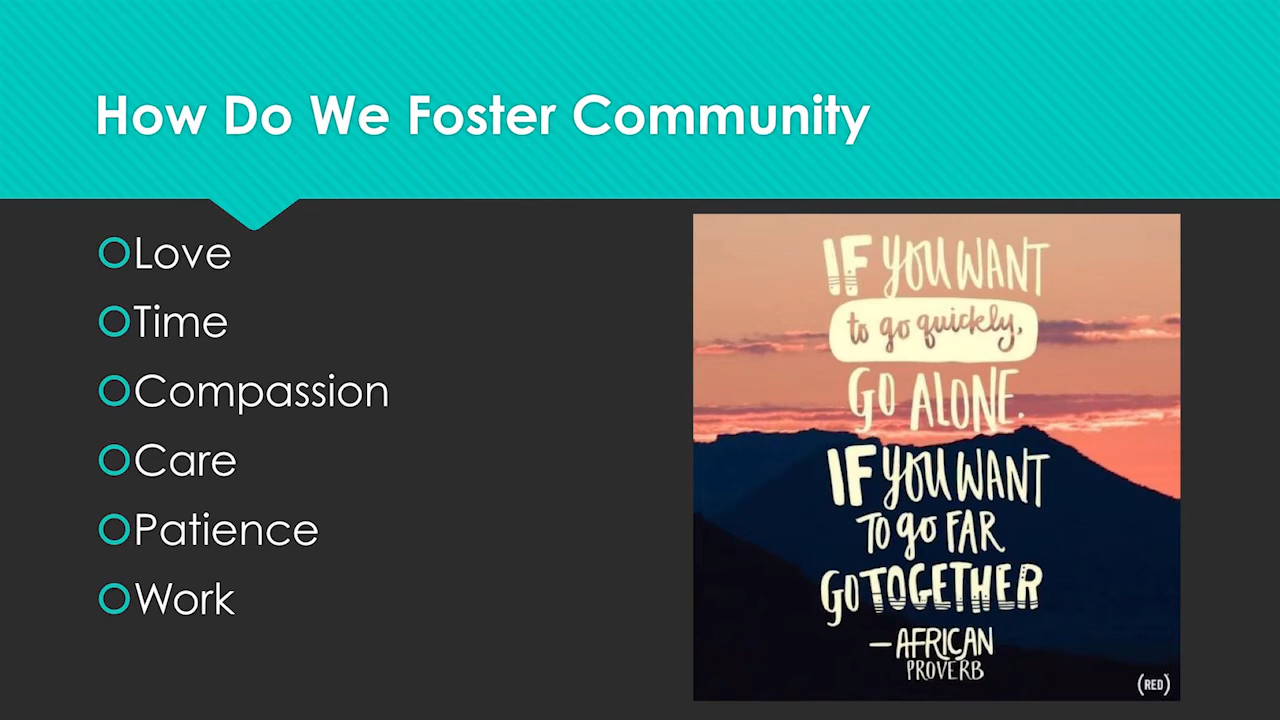 How Do We Foster Community
Love
Time
Compassion
Care
Patience
Work
IF YOU WANT
to go quickly,
GO ALONE.
IF YOU WANT
TO go FAR
GO TOGETHER
— AFRICAN
PROVERB
(RED)